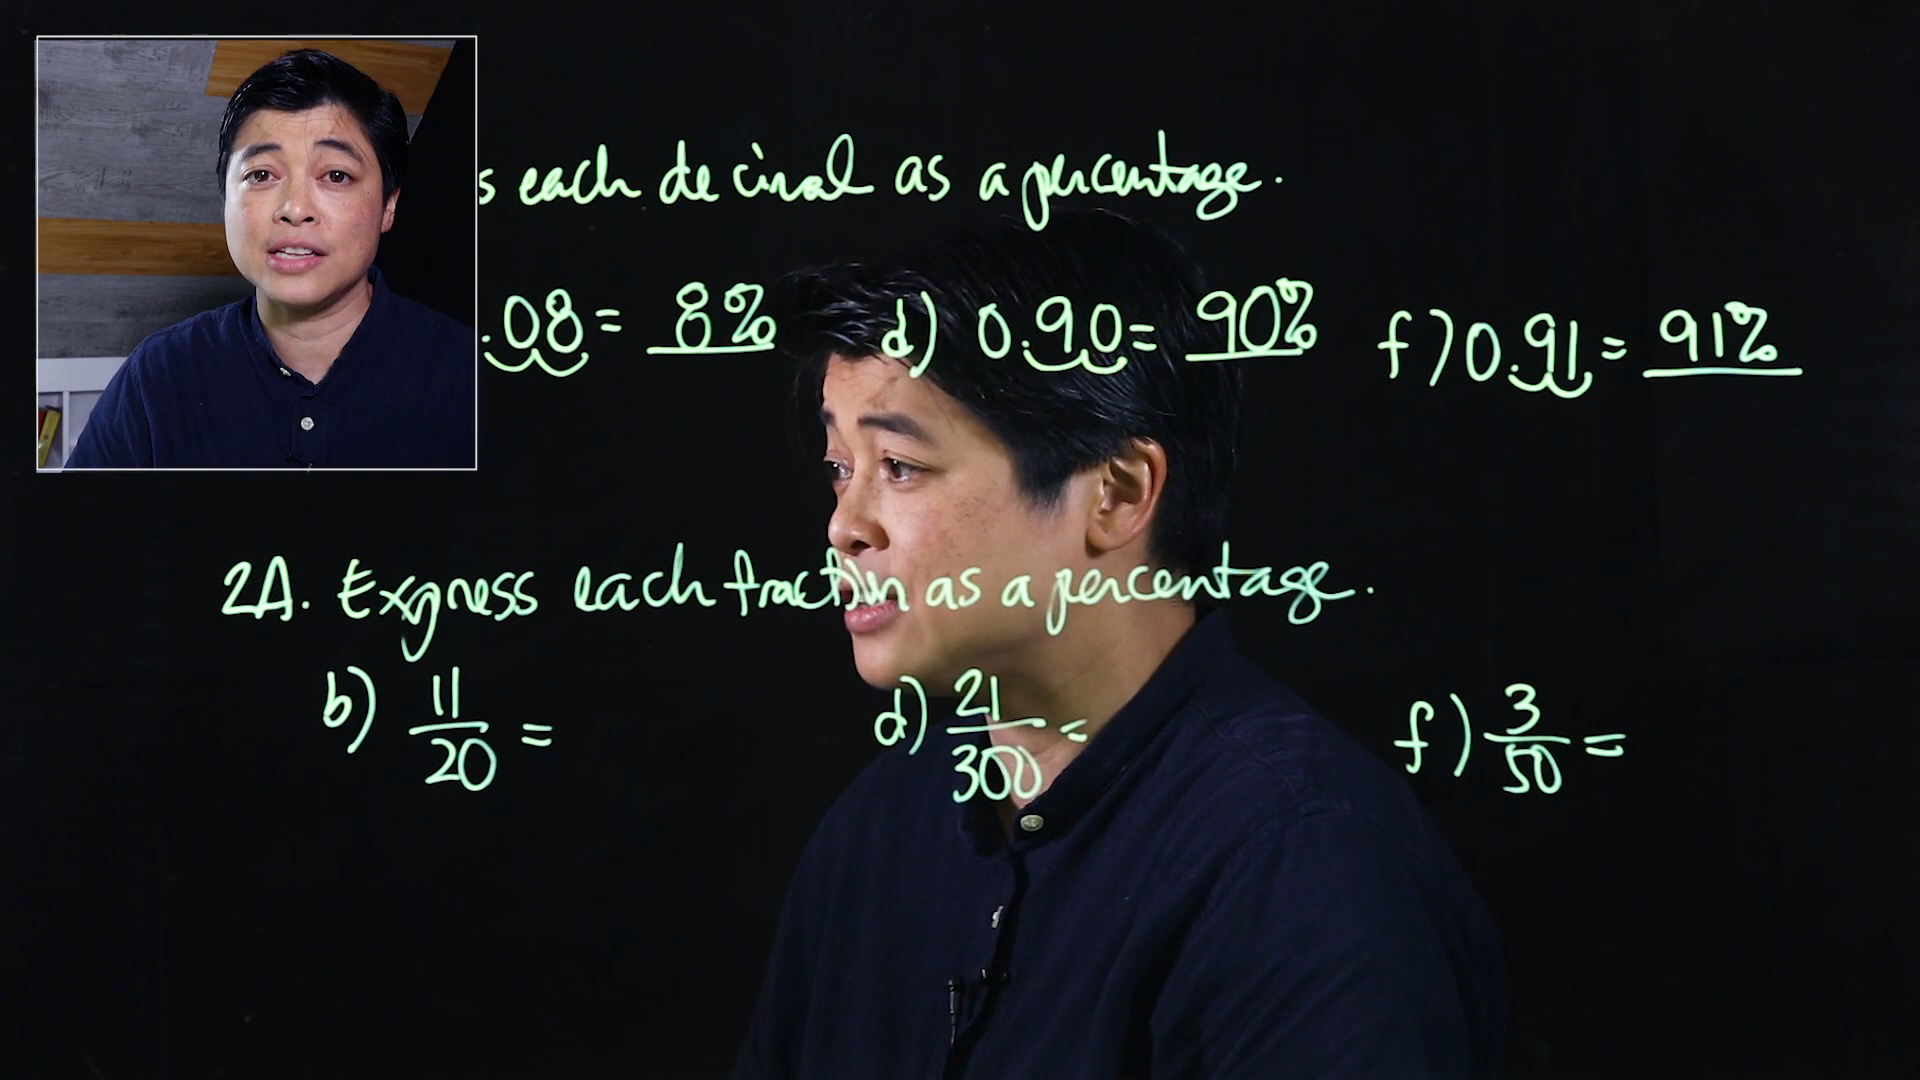 s each decimal as a percentage.
.08 = 8% d) 0.90 = 90% f) 0.91 = 91%
2A. Express each fraction as a percentage.
b) 11/20 = d) 21/300 = f) 3/50 =